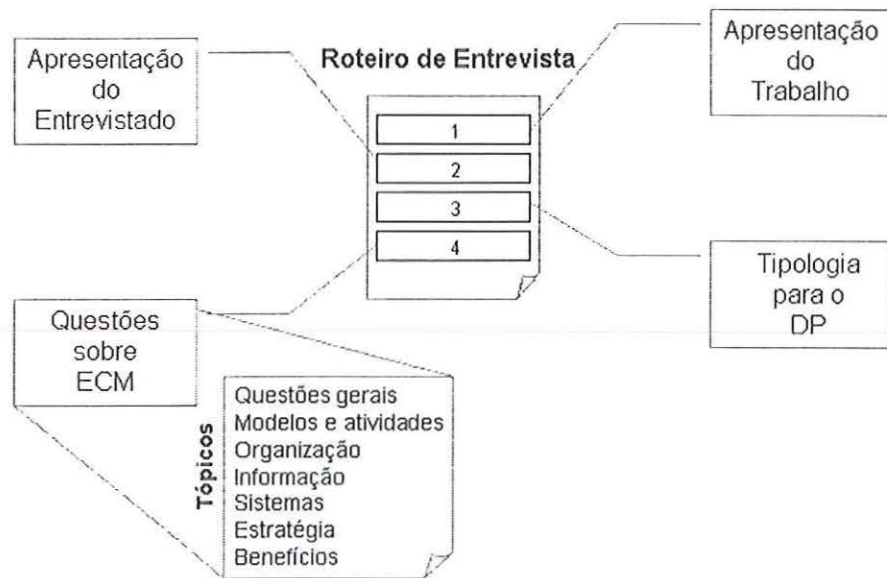 Roteiro de Entrevista
Apresentação
do
Entrevistado
Apresentação
do
Trabalho
1
2
3
4
Tipologia
para o
DP
Questões
sobre
ECM
Tópicos
Questões gerais
Modelos e atividades
Organização
Informação
Sistemas
Estratégia
Benefícios